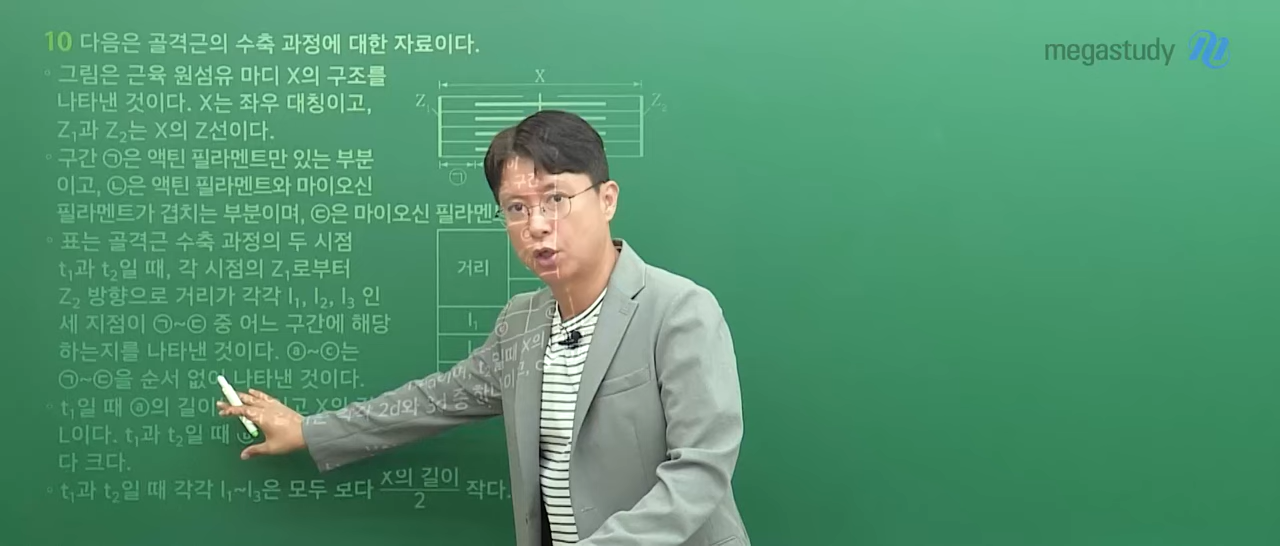 10 다음은 골격근의 수축 과정에 대한 자료이다.
megastudy
◦ 그림은 근육 원섬유 마디 X의 구조를
나타낸 것이다. X는 좌우 대칭이고,
Z₁과 Z₂는 X의 Z선이다.
X
Z₁
Z₂
㉠
◦ 구간 ㉠은 액틴 필라멘트만 있는 부분
이고, ㉡은 액틴 필라멘트와 마이오신
필라멘트가 겹치는 부분이며, ㉢은 마이오신
◦ 표는 골격근 수축 과정의 두 시점
t₁과 t₂일 때, 각 시점의 Z₁로부터
Z₂ 방향으로 거리가 각각 l₁, l₂, l₃ 인
세 지점이 ㉠~㉢ 중 어느 구간에 해당
하는지를 나타낸 것이다. ⓐ~ⓒ는
㉠~㉢을 순서 없이 나타낸 것이다.
거리
l₁
◦ t₁일 때 ⓐ의 길이
각각 2d와 3d 중
L이다. t₁과 t₂일 때
다 크다.
◦ t₁과 t₂일 때 각각 l₁~l₃은 모두 X의 길이/2 작다.